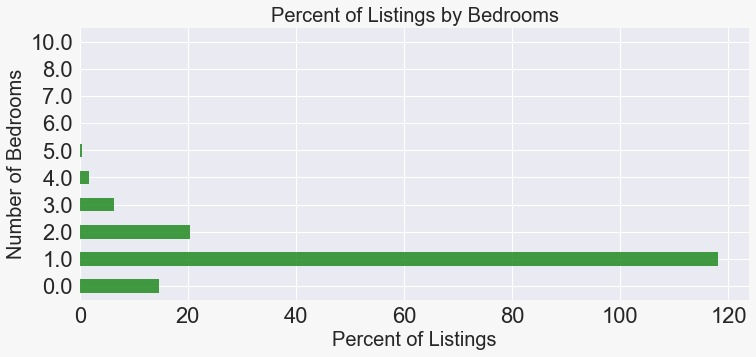 Percent of Listings by Bedrooms
Number of Bedrooms
10.0
8.0
7.0
6.0
5.0
4.0
3.0
2.0
1.0
0.0
0 20 40 60 80 100 120
Percent of Listings